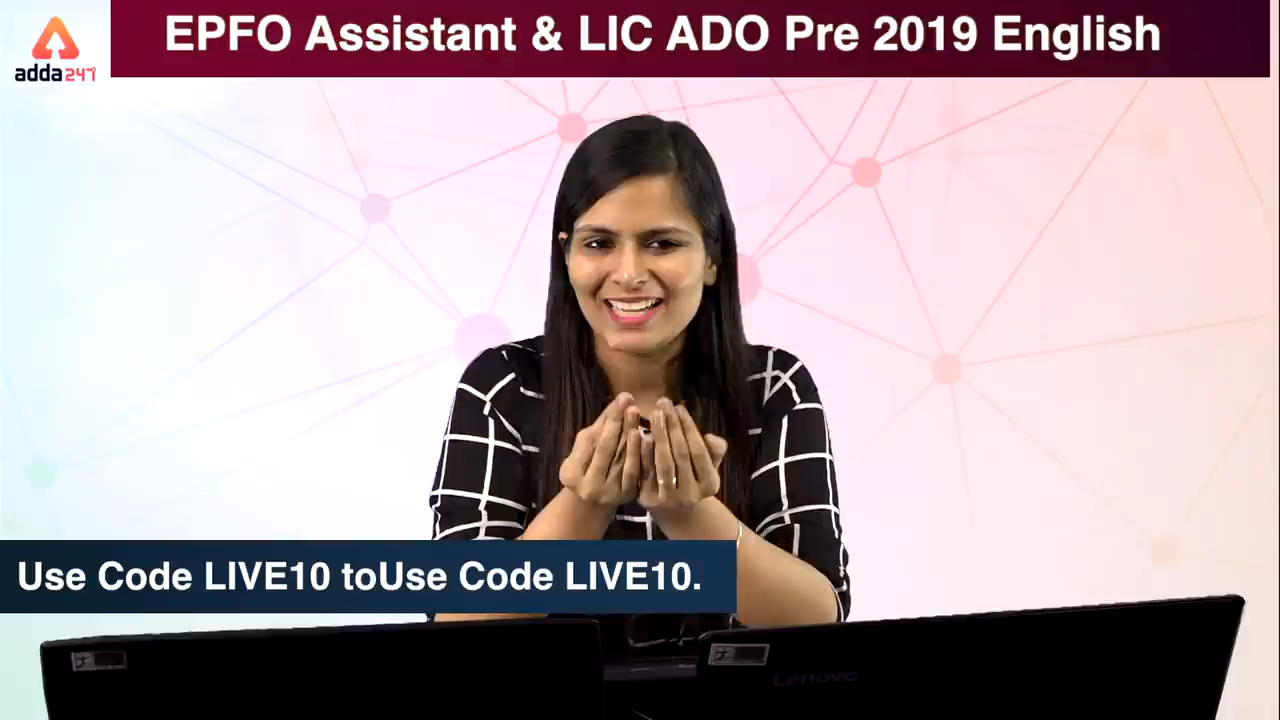 EPFO Assistant & LIC ADO Pre 2019 English
adda247
Use Code LIVE10 toUse Code LIVE10.
Lenovo